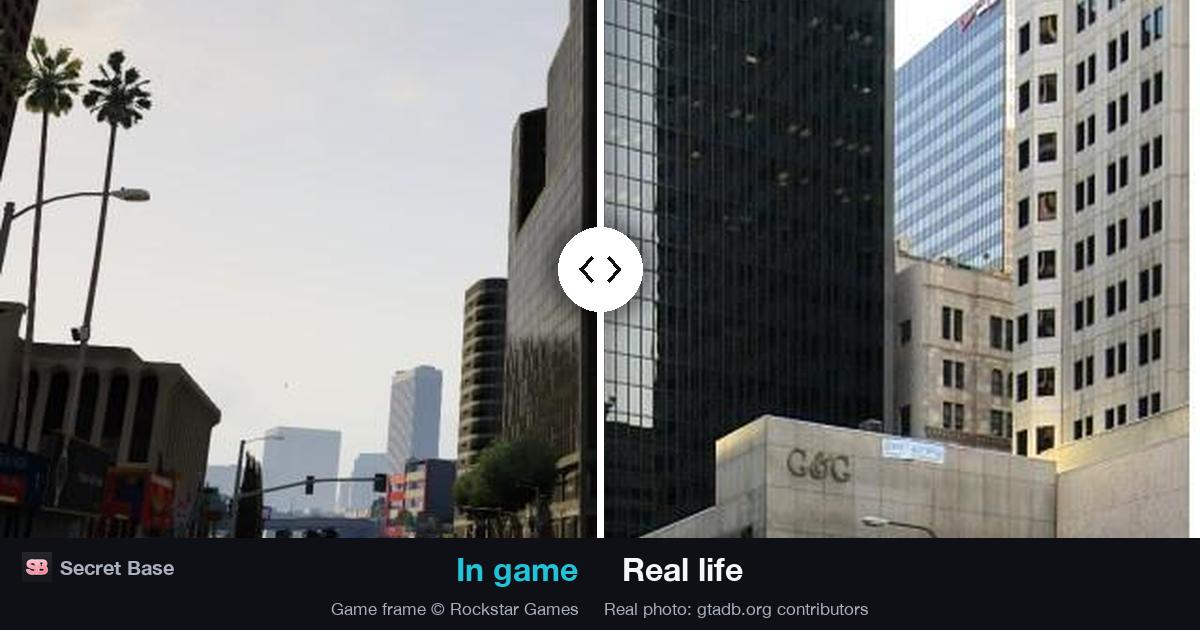 G&G
SB Secret Base
In game
Real life
Game frame © Rockstar Games
Real photo: gtadb.org contributors